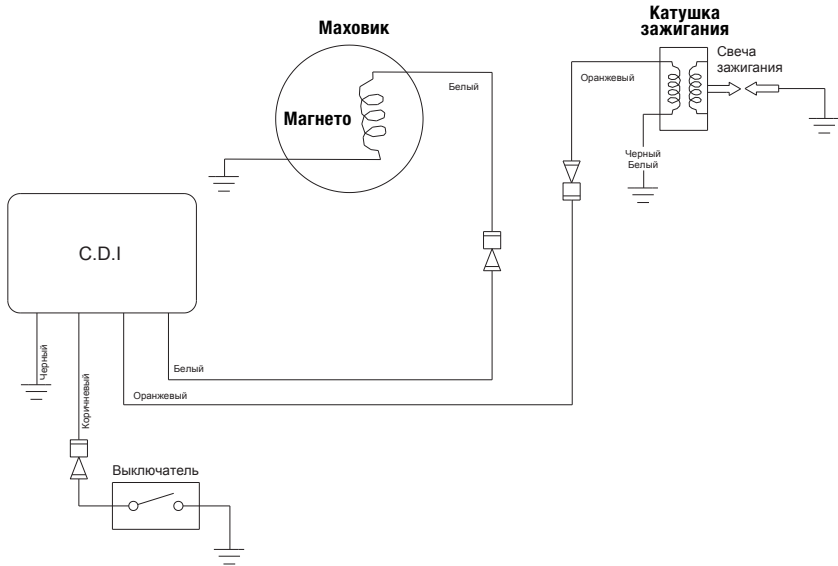 Маховик
Катушка
зажигания
Свеча
зажигания
Белый
Оранжевый
Магнето
Черный
Белый
C.D.I
Черный
Коричневый
Белый
Оранжевый
Выключатель